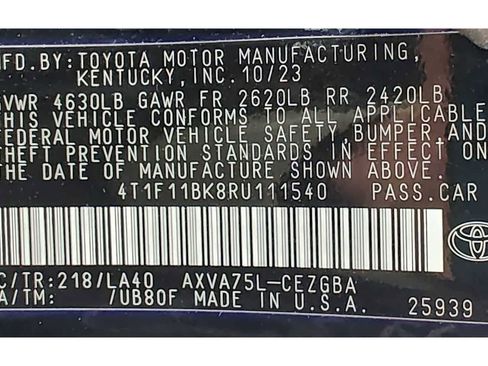 MFD.BY: TOYOTA MOTOR MANUFACTURING,
KENTUCKY, INC. 10/23
GVWR 4630LB GAWR FR 2620LB RR 2420LB
THIS VEHICLE CONFORMS TO ALL APPLICABLE
FEDERAL MOTOR VEHICLE SAFETY, BUMPER AND
THEFT PREVENTION STANDARDS IN EFFECT ON
THE DATE OF MANUFACTURE SHOWN ABOVE.
4T1F11BK8RU111540 PASS.CAR
C/TR:218/LA40 AXVA75L-CEZGBA
A/TM: /UB80F MADE IN U.S.A. 25939